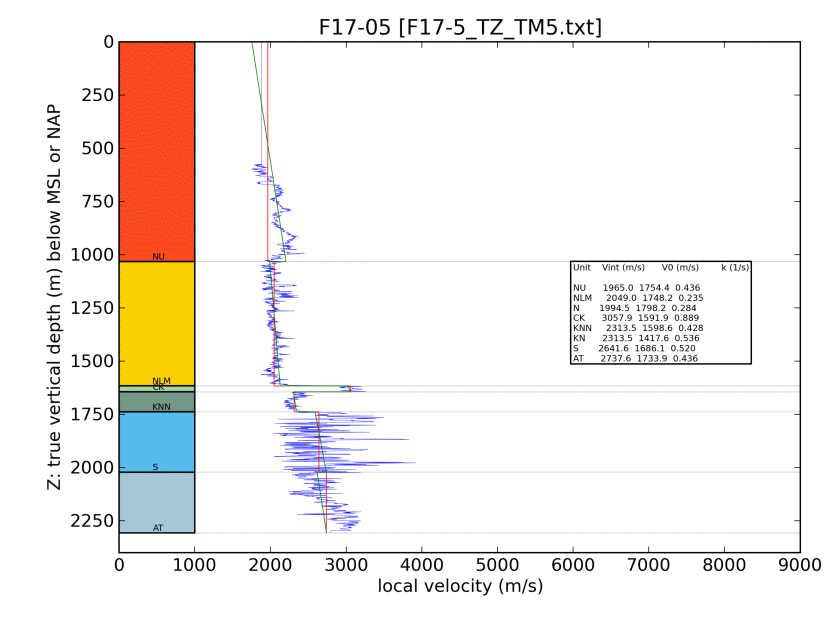 F17-05 [F17-5_TZ_TM5.txt]
0
250
500
750
1000
1250
1500
1750
2000
2250
Z: true vertical depth (m) below MSL or NAP
NU
NLM
CK
KNN
S
AT
Unit Vint (m/s) V0 (m/s) k (1/s)
NU 1965.0 1754.4 0.436
NLM 2049.0 1748.2 0.235
N 1994.5 1798.2 0.284
CK 3057.9 1591.9 0.889
KNN 2313.5 1598.6 0.428
KN 2313.5 1417.6 0.536
S 2641.6 1686.1 0.520
AT 2737.6 1733.9 0.436
0 1000 2000 3000 4000 5000 6000 7000 8000 9000
local velocity (m/s)